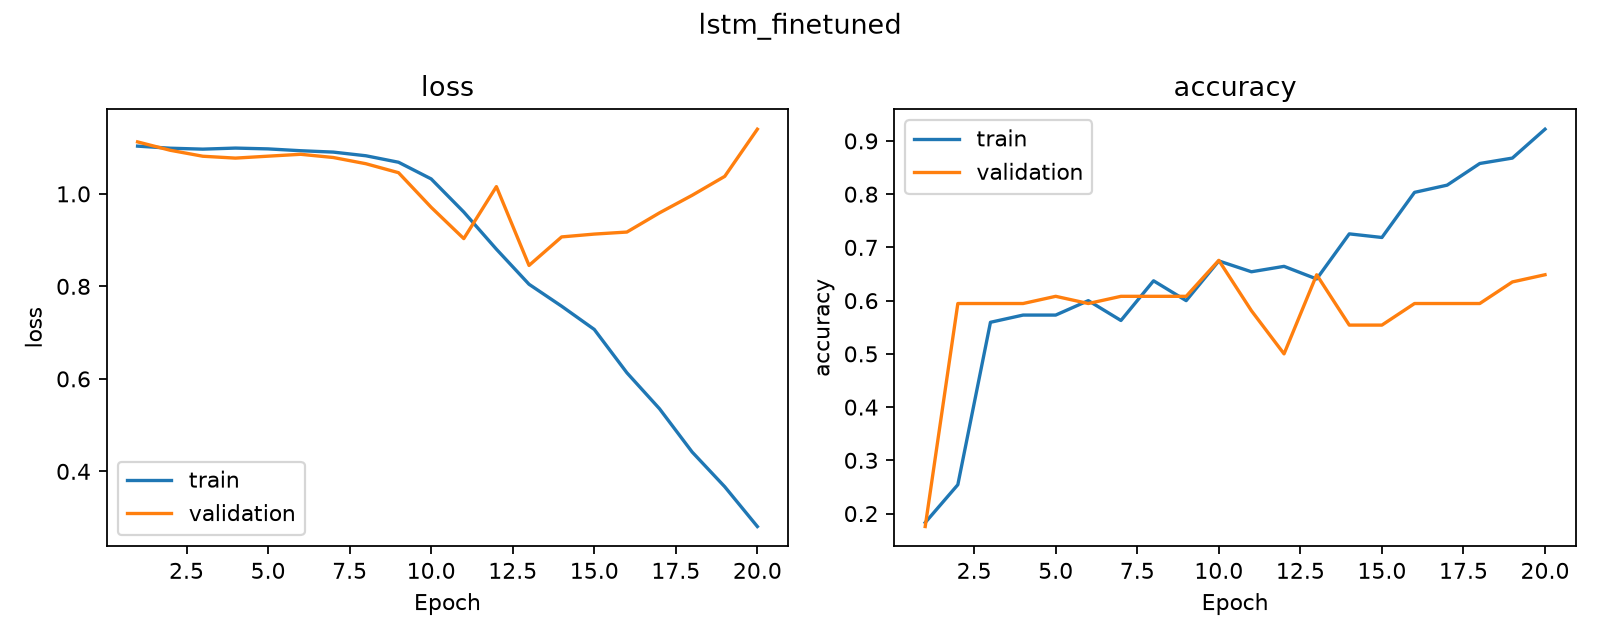 lstm_finetuned
loss
1.0
0.8
0.6
0.4
loss
train
validation
2.5 5.0 7.5 10.0 12.5 15.0 17.5 20.0
Epoch
accuracy
0.9
0.8
0.7
0.6
0.5
0.4
0.3
0.2
accuracy
train
validation
2.5 5.0 7.5 10.0 12.5 15.0 17.5 20.0
Epoch